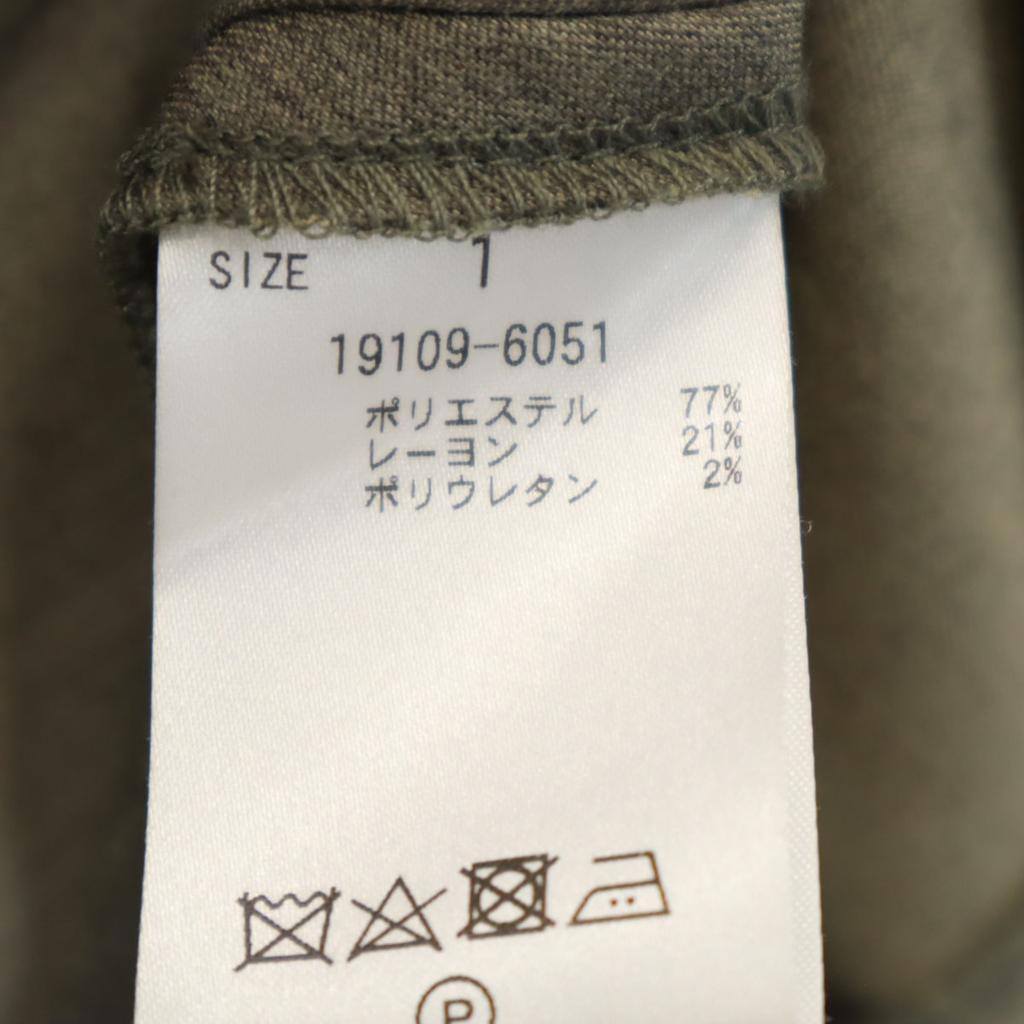 SIZE 1
19109-6051
ポリエステル 77%
レーヨン 21%
ポリウレタン 2%
P